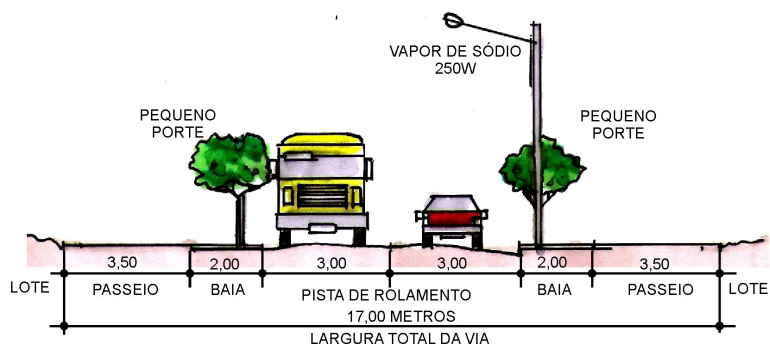 VAPOR DE SÓDIO
250W
PEQUENO
PORTE
PEQUENO
PORTE
3,50
2,00
3,00
3,00
2,00
3,50
LOTE
PASSEIO
BAIA
PISTA DE ROLAMENTO
BAIA
PASSEIO
LOTE
17,00 METROS
LARGURA TOTAL DA VIA